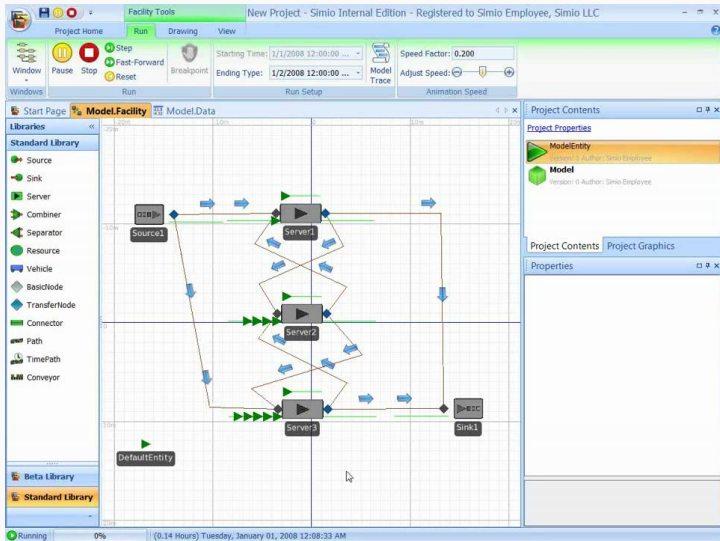 Facility Tools
New Project - Simio Internal Edition - Registered to Simio Employee, Simio LLC
Project Home
Run
Drawing
View
Window
Pause
Stop
Step
Fast-Forward
Reset
Breakpoint
Starting Time: 1/1/2008 12:00:00 ...
Ending Type: 1/2/2008 12:00:00 ...
Model Trace
Speed Factor: 0.200
Adjust Speed:
Windows
Run
Run Setup
Animation Speed
Start Page
Model.Facility
Model.Data
Libraries
Standard Library
Source
Sink
Server
Combiner
Separator
Resource
Vehicle
BasicNode
TransferNode
Connector
Path
TimePath
Conveyor
Beta Library
Standard Library
Source1
Server1
Server2
Server3
Sink1
DefaultEntity
Project Contents
Project Properties
ModelEntity
Version: 0 Author: Simio Employee
Model
Version: 0 Author: Simio Employee
Project Contents
Project Graphics
Properties
Running
0%
(0.14 Hours) Tuesday, January 01, 2008 12:08:33 AM